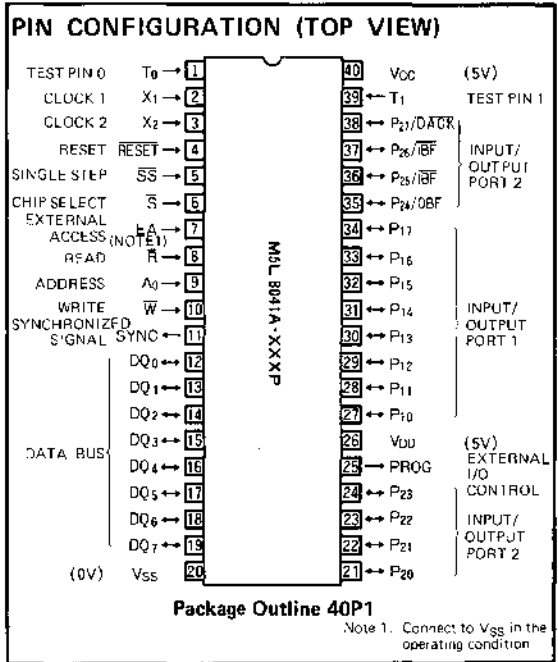 PIN CONFIGURATION (TOP VIEW)
TEST PIN 0 T0 → 1
CLOCK 1 X1 → 2
CLOCK 2 X2 → 3
RESET R̅E̅S̅E̅T̅ → 4
SINGLE STEP S̅S̅ → 5
CHIP SELECT S̅ → 6
EXTERNAL ACCESS EA (NOTE1) → 7
READ R̅ → 8
ADDRESS A0 → 9
WRITE W̅ → 10
SYNCHRONIZED SIGNAL SYNC ← 11
DATA BUS
DQ0 ↔ 12
DQ1 ↔ 13
DQ2 ↔ 14
DQ3 ↔ 15
DQ4 ↔ 16
DQ5 ↔ 17
DQ6 ↔ 18
DQ7 ↔ 19
(0V) VSS 20
M5L 8041A-XXXP
40 VCC (5V)
39 ← T1 TEST PIN 1
38 ↔ P27/D̅A̅C̅K̅
37 ↔ P26/I̅B̅F̅
36 ↔ P25/I̅B̅F̅
35 ↔ P24/OBF
INPUT/
OUTPUT
PORT 2
34 ↔ P17
33 ↔ P16
32 ↔ P15
31 ↔ P14
30 ↔ P13
29 ↔ P12
28 ↔ P11
27 ↔ P10
INPUT/
OUTPUT
PORT 1
26 VDD (5V)
25 → PROG EXTERNAL I/O CONTROL
24 ↔ P23
23 ↔ P22
22 ↔ P21
21 ↔ P20
INPUT/
OUTPUT
PORT 2
Package Outline 40P1
Note 1. Connect to VSS in the
operating condition